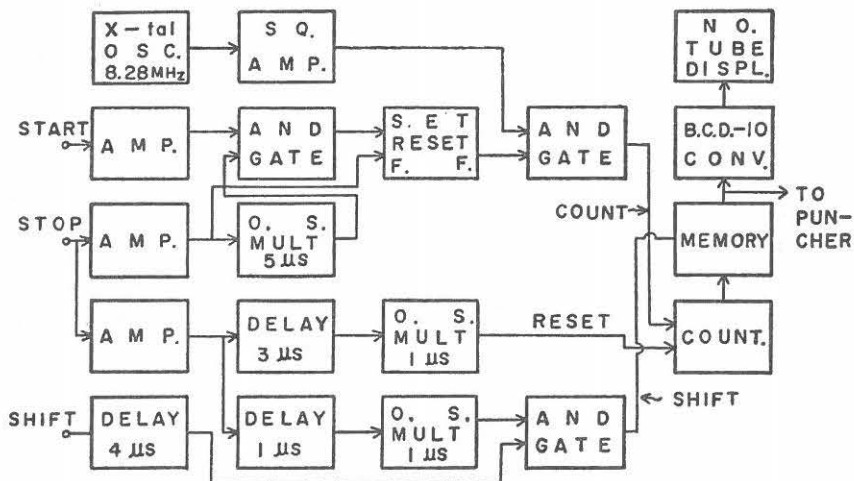 X-tal
OSC.
8.28MHz
SQ.
AMP.
NO.
TUBE
DISPL.
START
AMP.
AND
GATE
SET
RESET
F. F.
AND
GATE
B.C.D.-10
CONV.
COUNT
TO
PUN-
CHER
STOP
AMP.
O. S.
MULT
5 μs
MEMORY
AMP.
DELAY
3 μs
O. S.
MULT
1 μs
RESET
COUNT.
SHIFT
DELAY
4 μs
DELAY
1 μs
O. S.
MULT
1 μs
AND
GATE
SHIFT